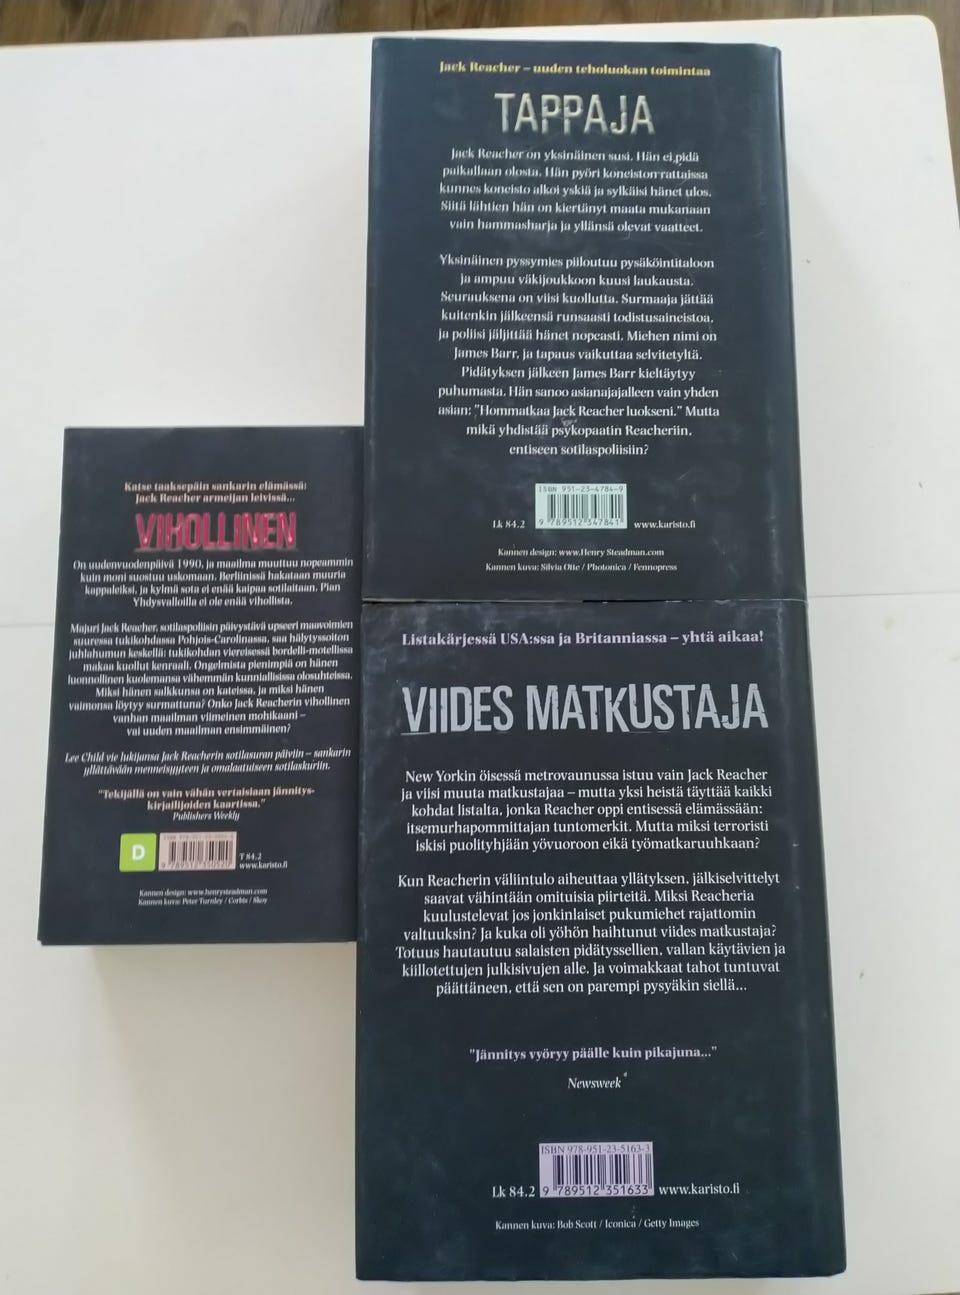 Jack Reacher – uuden teholuokan toimintaa
TAPPAJA
Jack Reacher on yksinäinen susi. Hän ei pidä
paikallaan olosta. Hän pyöri koneiston rattaissa
kunnes koneisto alkoi yskiä ja sylkäisi hänet ulos.
Siitä lähtien hän on kiertänyt maata mukanaan
vain hammasharja ja yllänsä olevat vaatteet.
Yksinäinen pyssymies piiloutuu pysäköintitaloon
ja ampuu väkijoukkoon kuusi laukausta.
Seurauksena on viisi kuollutta. Surmaaja jättää
kuitenkin jälkeensä runsaasti todistusaineistoa,
ja poliisi jäljittää hänet nopeasti. Miehen nimi on
James Barr, ja tapaus vaikuttaa selvitetyltä.
Pidätyksen jälkeen James Barr kieltäytyy
puhumasta. Hän sanoo asianajajalleen vain yhden
asian: "Hommatkaa Jack Reacher luokseni." Mutta
mikä yhdistää psykopaatin Reacheriin,
entiseen sotilaspoliisiin?
ISBN 951-23-4784-9
Lk 84.2 9 789512 347841 www.karisto.fi
Kannen design: www.Henry Steadman.com
Kannen kuva: Silvia Otte / Photonica / Fennopress
Katse taaksepäin sankarin elämässä:
Jack Reacher armeijan leivissä...
VIHOLLINEN
On uudenvuodenpäivä 1990, ja maailma muuttuu nopeammin
kuin moni suostuu uskomaan. Berliinissä hakataan muuria
kappaleiksi, ja kylmä sota ei enää kaipaa sotilaitaan. Pian
Yhdysvalloilla ei ole enää vihollista.
Majuri Jack Reacher, sotilaspoliisin päivystävä upseeri maavoimien
suuressa tukikohdassa Pohjois-Carolinassa, saa hälytyssoiton
juhlahumun keskellä: tukikohdan viereisessä bordelli-motellissa
makaa kuollut kenraali. Ongelmista pienimpiä on hänen
luonnollinen kuolemansa vähemmän kunniallisissa olosuhteissa.
Miksi hänen salkkunsa on kateissa, ja miksi hänen
vaimonsa löytyy surmattuna? Onko Jack Reacherin vihollinen
vanhan maailman viimeinen mohikaani –
vai uuden maailman ensimmäinen?
Lee Child vie lukijansa Jack Reacherin sotilasuran päiviin – sankarin
yllättävään menneisyyteen ja omalaatuiseen sotilaskuriin.
"Tekijällä on vain vähän vertaisiaan jännitys-
kirjailijoiden kaartissa."
Publishers Weekly
D
9 789512 350520
T 84.2
www.karisto.fi
Kannen design: www.henrysteadman.com
Kannen kuva: Peter Turnley / Corbis / Skoy
Listakärjessä USA:ssa ja Britanniassa – yhtä aikaa!
VIIDES MATKUSTAJA
New Yorkin öisessä metrovaunussa istuu vain Jack Reacher
ja viisi muuta matkustajaa – mutta yksi heistä täyttää kaikki
kohdat listalta, jonka Reacher oppi entisessä elämässään:
itsemurhapommittajan tuntomerkit. Mutta miksi terroristi
iskisi puolityhjään yövuoroon eikä työmatkaruuhkaan?
Kun Reacherin väliintulo aiheuttaa yllätyksen, jälkiselvittelyt
saavat vähintään omituisia piirteitä. Miksi Reacheria
kuulustelevat jos jonkinlaiset pukumiehet rajattomin
valtuuksin? Ja kuka oli yöhön haihtunut viides matkustaja?
Totuus hautautuu salaisten pidätyssellien, vallan käytävien ja
kiillotettujen julkisivujen alle. Ja voimakkaat tahot tuntuvat
päättäneen, että sen on parempi pysyäkin siellä...
"Jännitys vyöryy päälle kuin pikajuna..."
Newsweek
ISBN 978-951-23-5163-3
Lk 84.2 9 789512 351633 www.karisto.fi
Kannen kuva: Bob Scott / Iconica / Getty Images